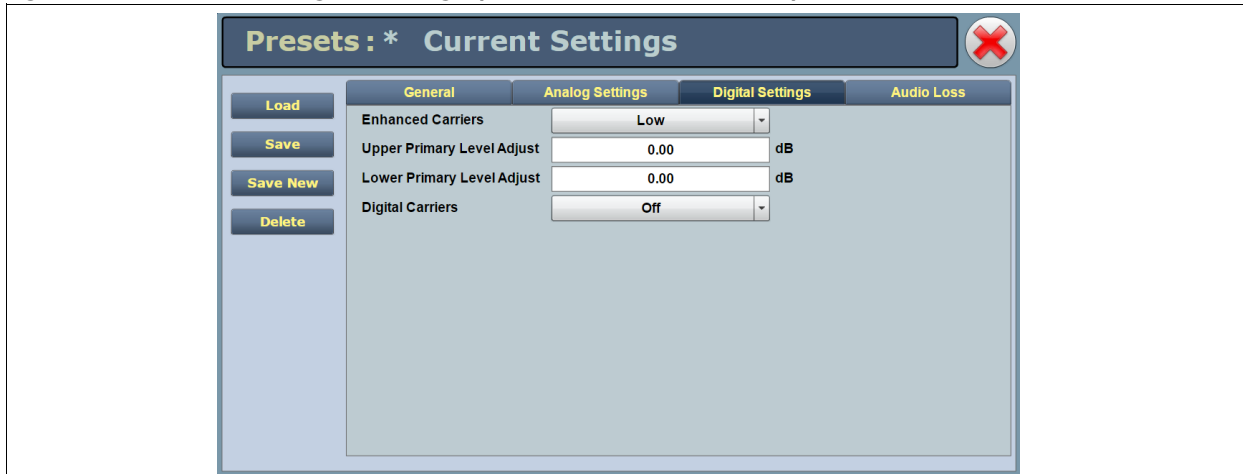 Presets:* Current Settings
Load
Save
Save New
Delete
General Analog Settings Digital Settings Audio Loss
Enhanced Carriers Low
Upper Primary Level Adjust 0.00 dB
Lower Primary Level Adjust 0.00 dB
Digital Carriers Off